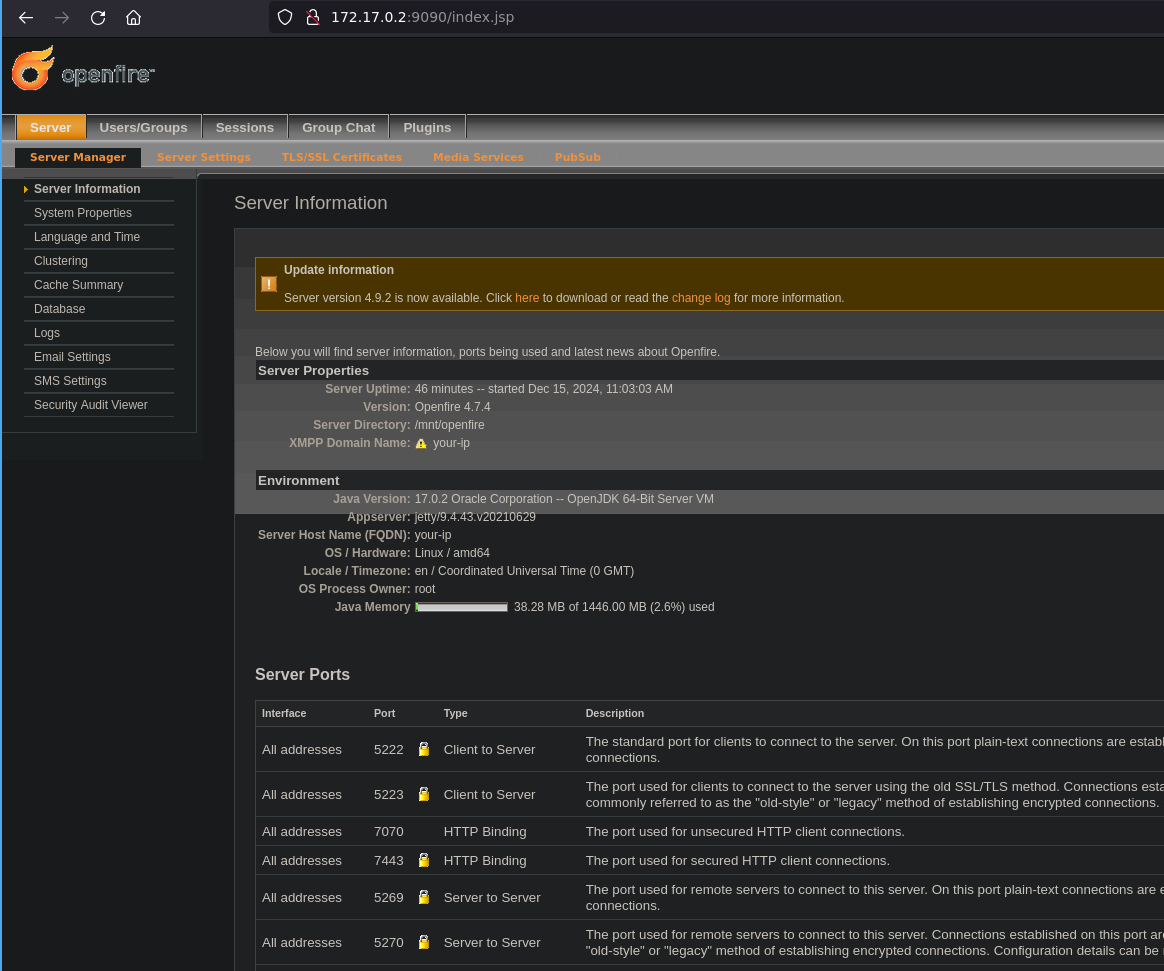 172.17.0.2:9090/index.jsp
openfire™
Server Users/Groups Sessions Group Chat Plugins
Server Manager Server Settings TLS/SSL Certificates Media Services PubSub
Server Information
System Properties
Language and Time
Clustering
Cache Summary
Database
Logs
Email Settings
SMS Settings
Security Audit Viewer
Server Information
Update information
Server version 4.9.2 is now available. Click here to download or read the change log for more information.
Below you will find server information, ports being used and latest news about Openfire.
Server Properties
Server Uptime: 46 minutes -- started Dec 15, 2024, 11:03:03 AM
Version: Openfire 4.7.4
Server Directory: /mnt/openfire
XMPP Domain Name: your-ip
Environment
Java Version: 17.0.2 Oracle Corporation -- OpenJDK 64-Bit Server VM
Appserver: jetty/9.4.43.v20210629
Server Host Name (FQDN): your-ip
OS / Hardware: Linux / amd64
Locale / Timezone: en / Coordinated Universal Time (0 GMT)
OS Process Owner: root
Java Memory 38.28 MB of 1446.00 MB (2.6%) used
Server Ports
Interface Port Type Description
All addresses 5222 Client to Server The standard port for clients to connect to the server. On this port plain-text connections are
connections.
All addresses 5223 Client to Server The port used for clients to connect to the server using the old SSL/TLS method. Connections
commonly referred to as the "old-style" or "legacy" method of establishing encrypted connections.
All addresses 7070 HTTP Binding The port used for unsecured HTTP client connections.
All addresses 7443 HTTP Binding The port used for secured HTTP client connections.
All addresses 5269 Server to Server The port used for remote servers to connect to this server. On this port plain-text connections are
connections.
All addresses 5270 Server to Server The port used for remote servers to connect to this server. Connections established on this port
"old-style" or "legacy" method of establishing encrypted connections. Configuration details can be